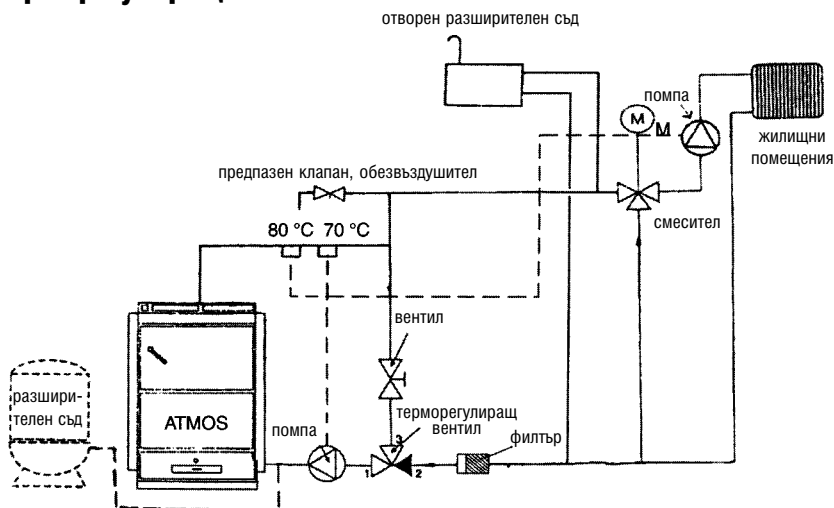 отворен разширителен съд
помпа
M
M
жилищни
помещения
предпазен клапан, обезвъздушител
смесител
80 °C 70 °C
вентил
разшири-
телен съд
ATMOS
помпа
терморегулиращ
вентил
филтър
3
1
2